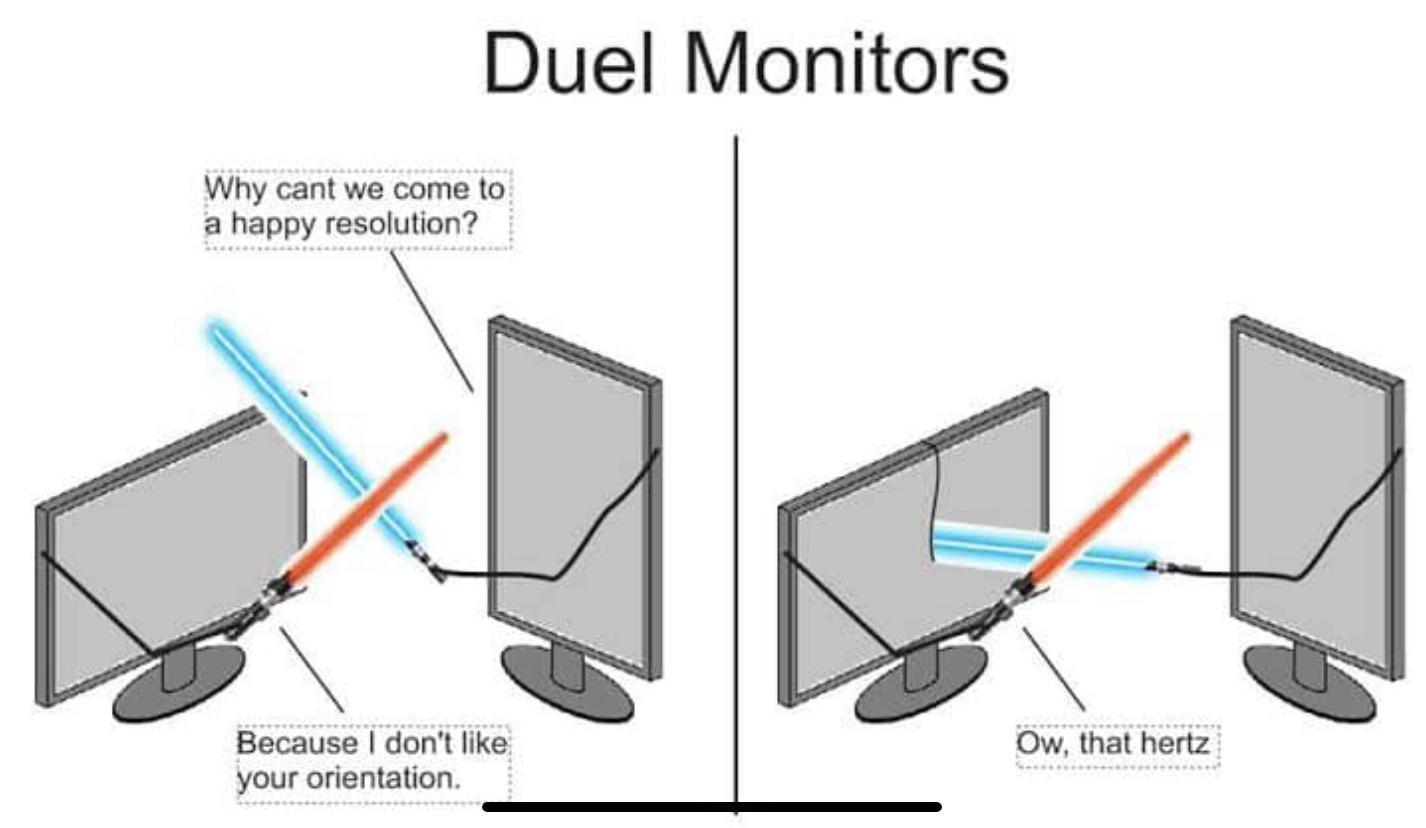 Duel Monitors
Why cant we come to
a happy resolution?
Because I don't like
your orientation.
Ow, that hertz